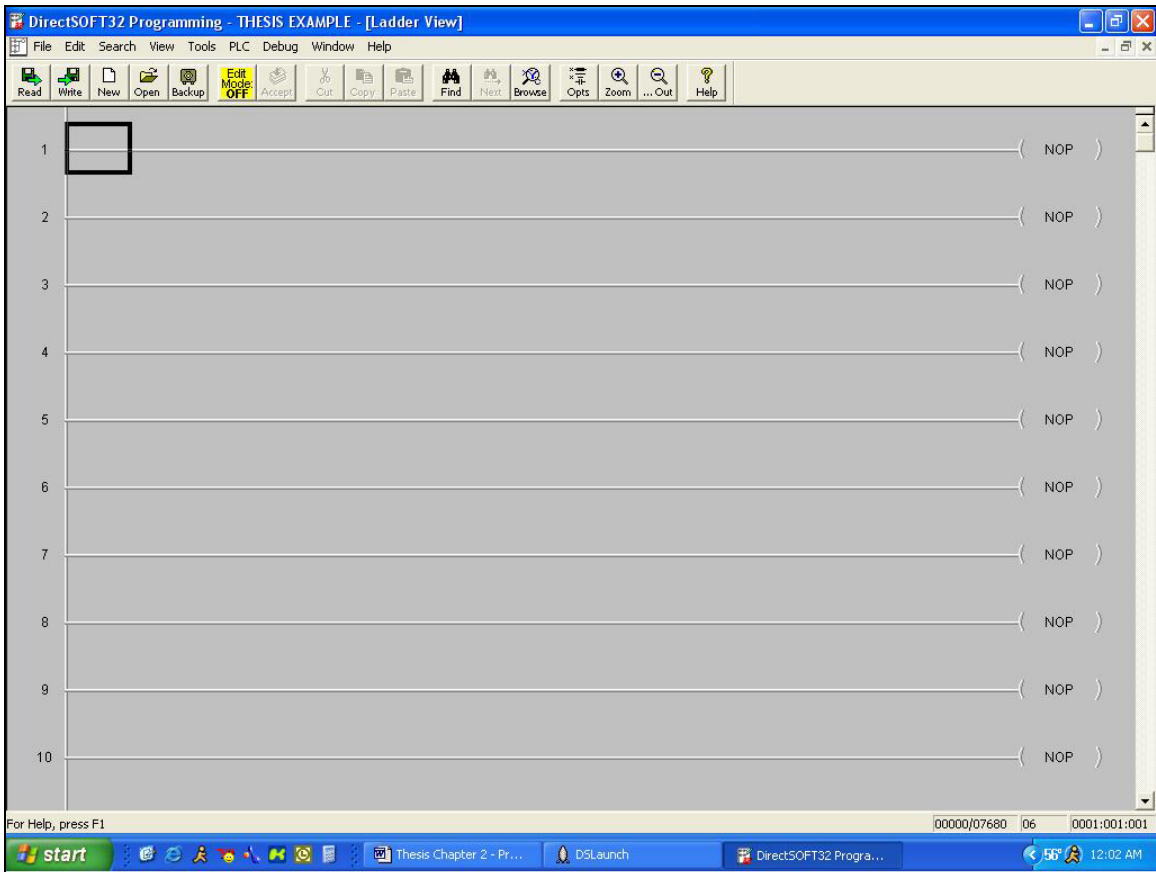 DirectSOFT32 Programming - THESIS EXAMPLE - [Ladder View]
File Edit Search View Tools PLC Debug Window Help
Read Write New Open Backup Edit Mode: OFF Accept Cut Copy Paste Find Next Browse Opts Zoom ... Out Help
1 ( NOP )
2 ( NOP )
3 ( NOP )
4 ( NOP )
5 ( NOP )
6 ( NOP )
7 ( NOP )
8 ( NOP )
9 ( NOP )
10 ( NOP )
For Help, press F1 00000/07680 06 0001:001:001
start Thesis Chapter 2 - Pr... DSLaunch DirectSOFT32 Progra... 56° 12:02 AM